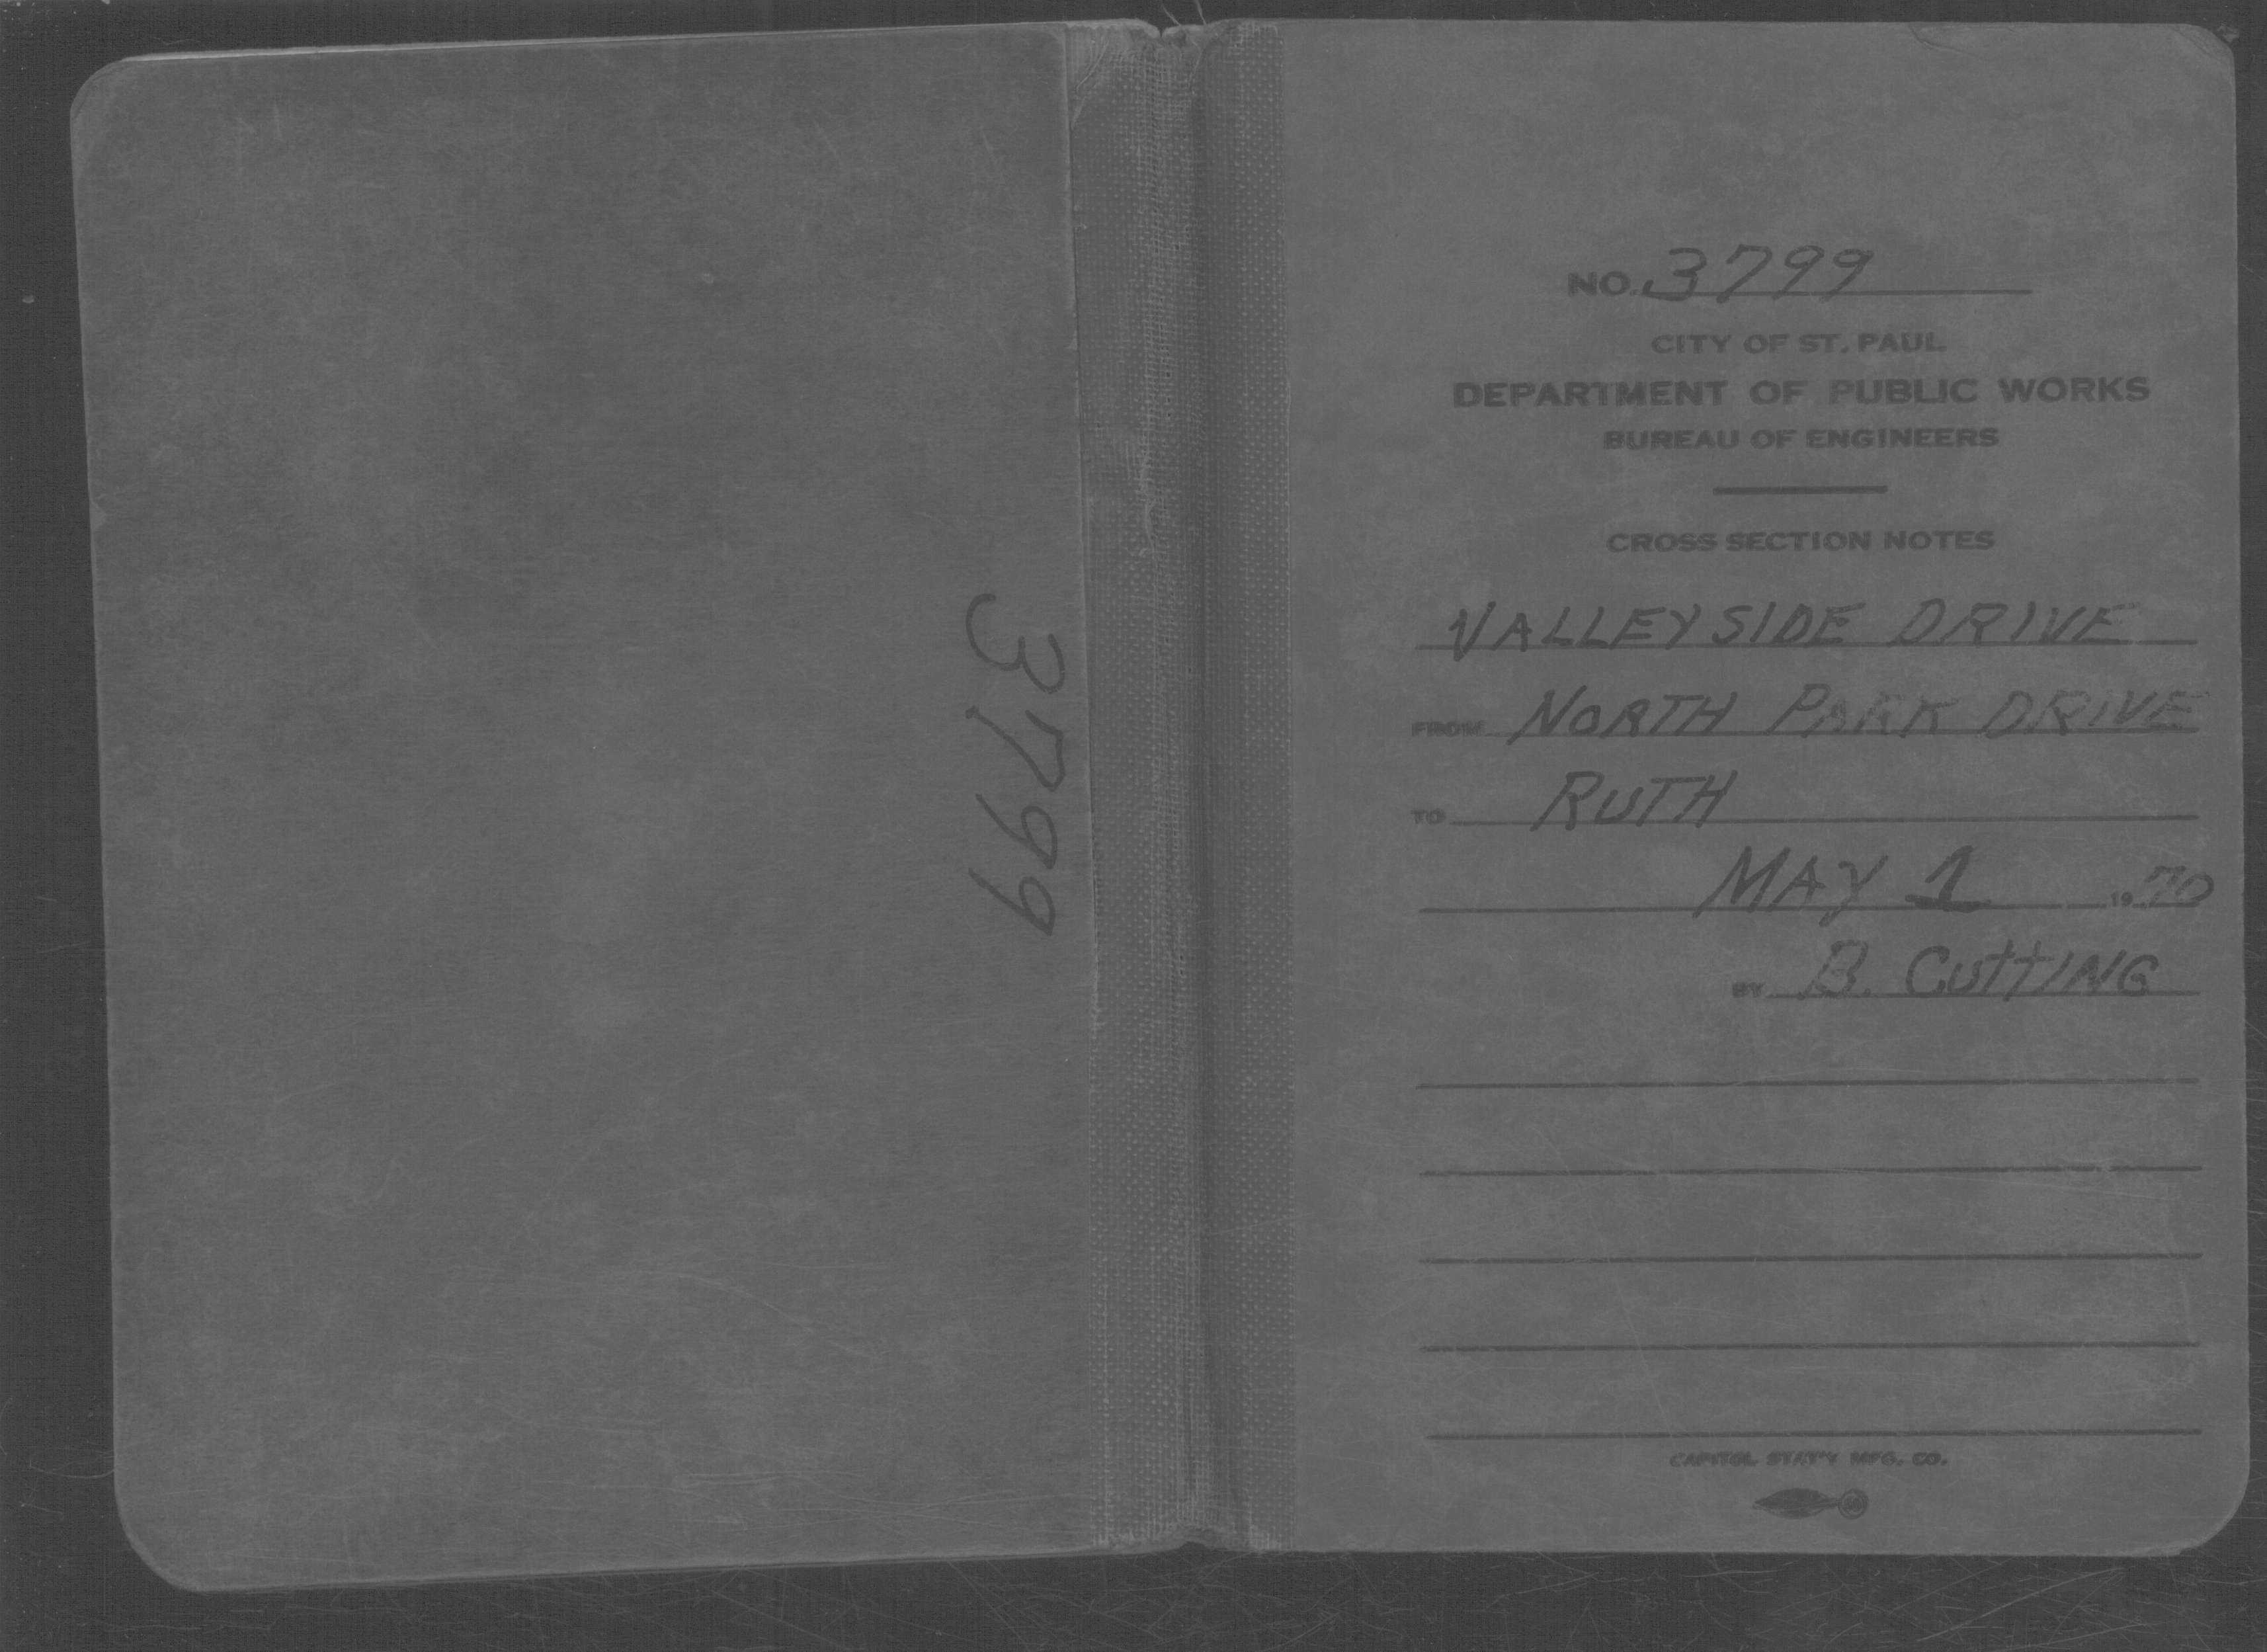 3799
NO. 3799
CITY OF ST. PAUL
DEPARTMENT OF PUBLIC WORKS
BUREAU OF ENGINEERS
CROSS SECTION NOTES
VALLEYSIDE DRIVE
FROM NORTH PARK DRIVE
TO RUTH
MAY 1 1970
BY B. CUTTING
CAPITOL STAT'Y MFG. CO.